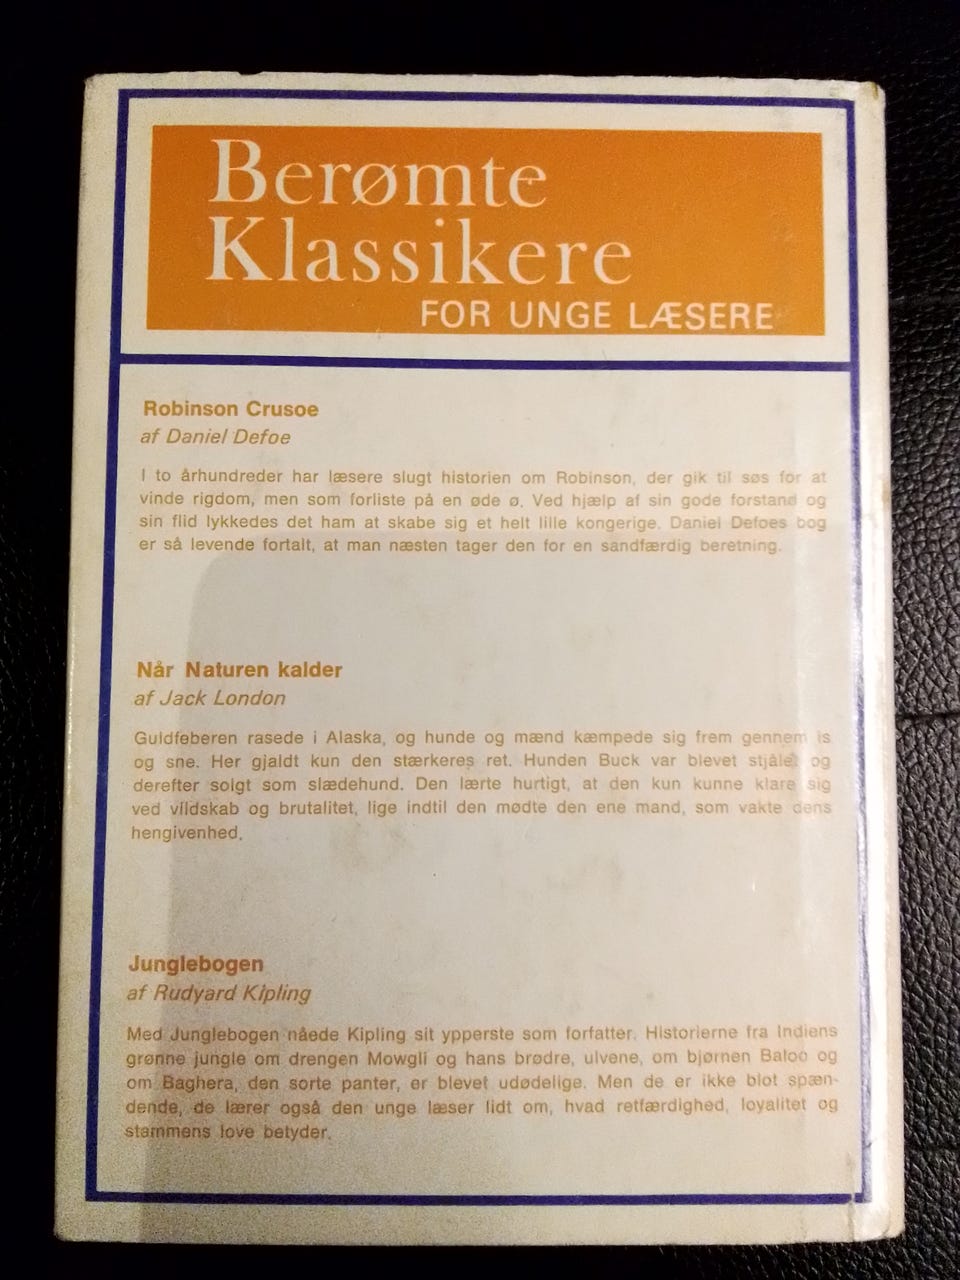 Berømte
Klassikere
FOR UNGE LÆSERE
Robinson Crusoe
af Daniel Defoe
I to århundreder har læsere slugt historien om Robinson, der gik til søs for at
vinde rigdom, men som forliste på en øde ø. Ved hjælp af sin gode forstand og
sin flid lykkedes det ham at skabe sig et helt lille kongerige. Daniel Defoes bog
er så levende fortalt, at man næsten tager den for en sandfærdig beretning.
Når Naturen kalder
af Jack London
Guldfeberen rasede i Alaska, og hunde og mænd kæmpede sig frem gennem is
og sne. Her gjaldt kun den stærkeres ret. Hunden Buck var blevet stjålet og
derefter solgt som slædehund. Den lærte hurtigt, at den kun kunne klare sig
ved vildskab og brutalitet, lige indtil den mødte den ene mand, som vakte dens
hengivenhed.
Junglebogen
af Rudyard Kipling
Med Junglebogen nåede Kipling sit ypperste som forfatter. Historierne fra Indiens
grønne jungle om drengen Mowgli og hans brødre, ulvene, om bjørnen Baloo og
om Baghera, den sorte panter, er blevet udødelige. Men de er ikke blot spæn-
dende, de lærer også den unge læser lidt om, hvad retfærdighed, loyalitet og
stammens love betyder.